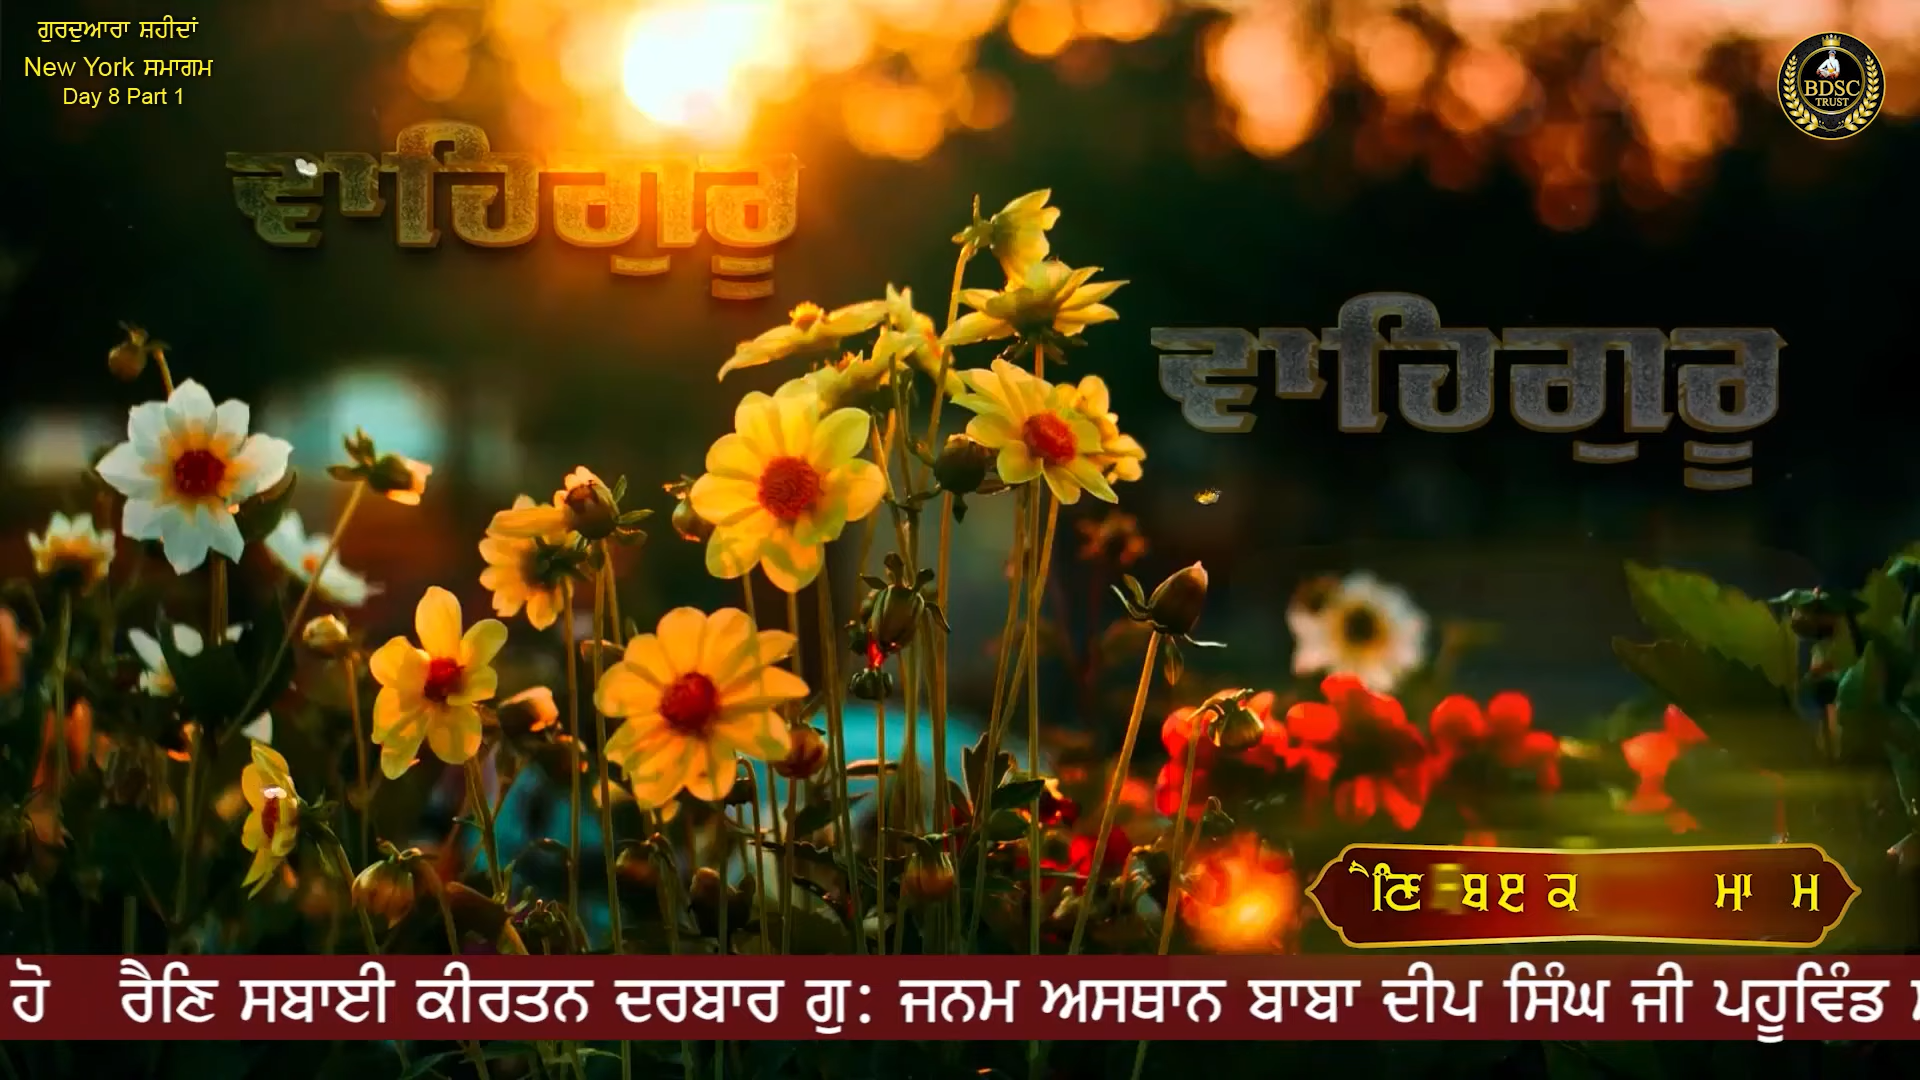 ਗੁਰਦੁਆਰਾ ਸ਼ਹੀਦਾਂ
New York ਸਮਾਗਮ
Day 8 Part 1
BDSC
TRUST
ਵਾਹਿਗੁਰੂ
ਵਾਹਿਗੁਰੂ
ਹੋ ਰੈਣਿ ਸਬਾਈ ਕੀਰਤਨ ਦਰਬਾਰ ਗੁ: ਜਨਮ ਅਸਥਾਨ ਬਾਬਾ ਦੀਪ ਸਿੰਘ ਜੀ ਪਹੂਵਿੰਡ